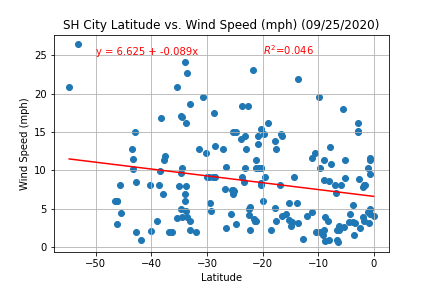 SH City Latitude vs. Wind Speed (mph) (09/25/2020)
y = 6.625 + -0.089x
R²=0.046
Wind Speed (mph)
25
20
15
10
5
0
−50 −40 −30 −20 −10 0
Latitude